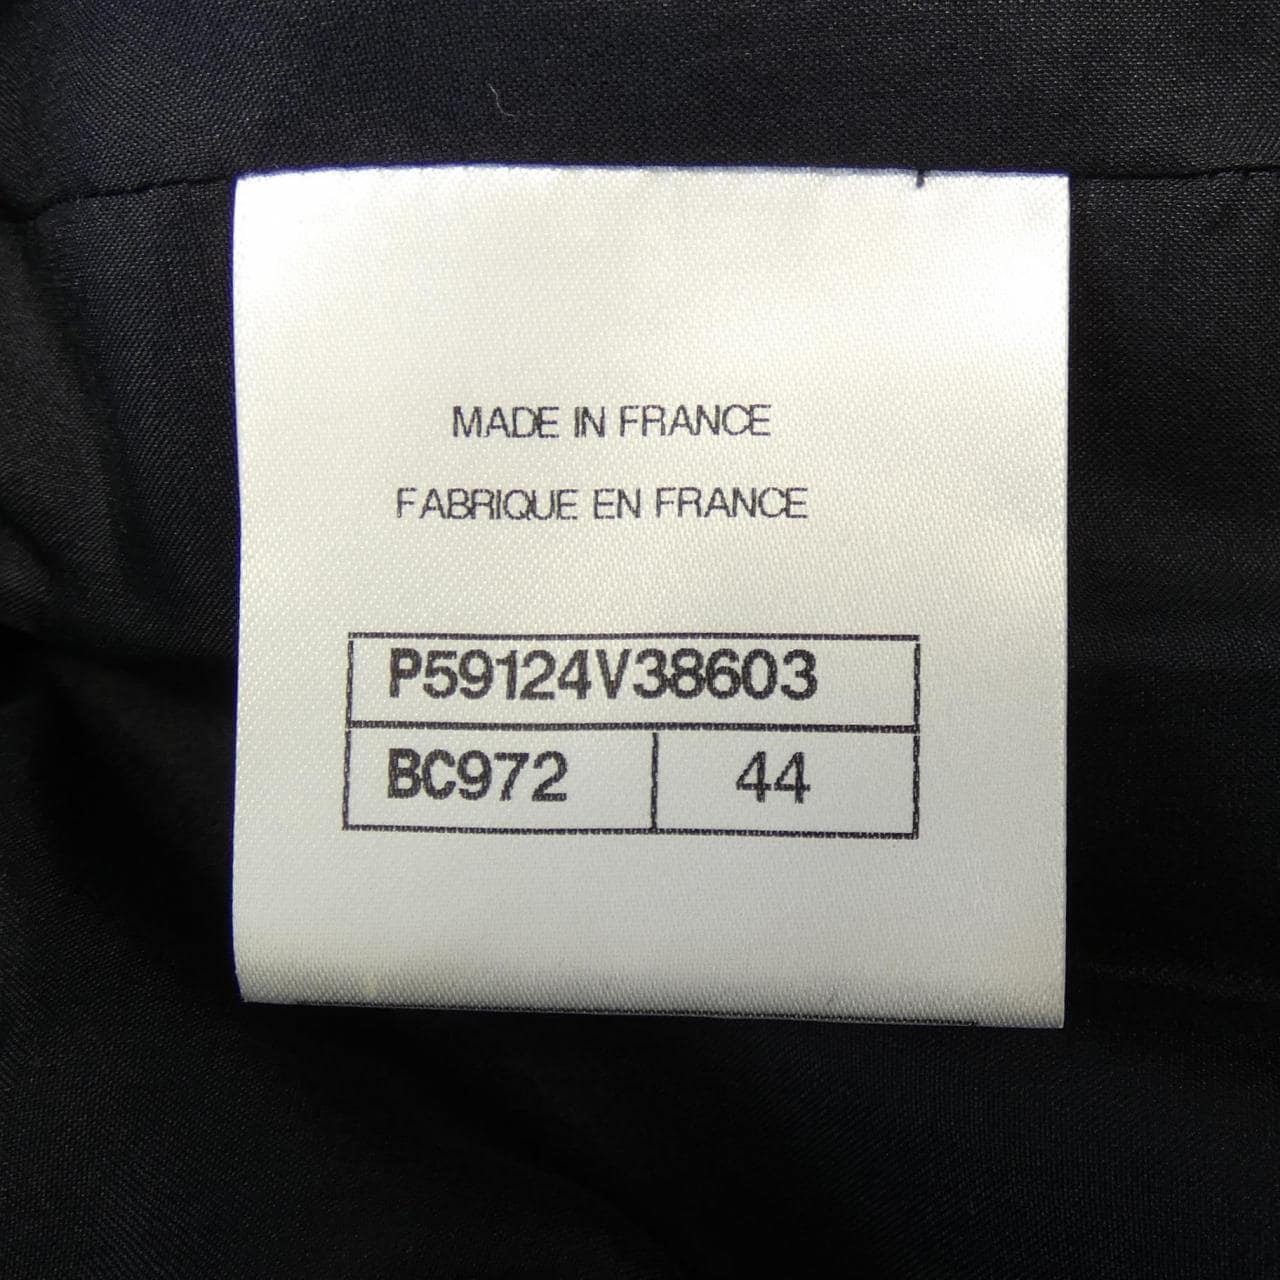 MADE IN FRANCE
FABRIQUE EN FRANCE
P59124V38603
BC972 44